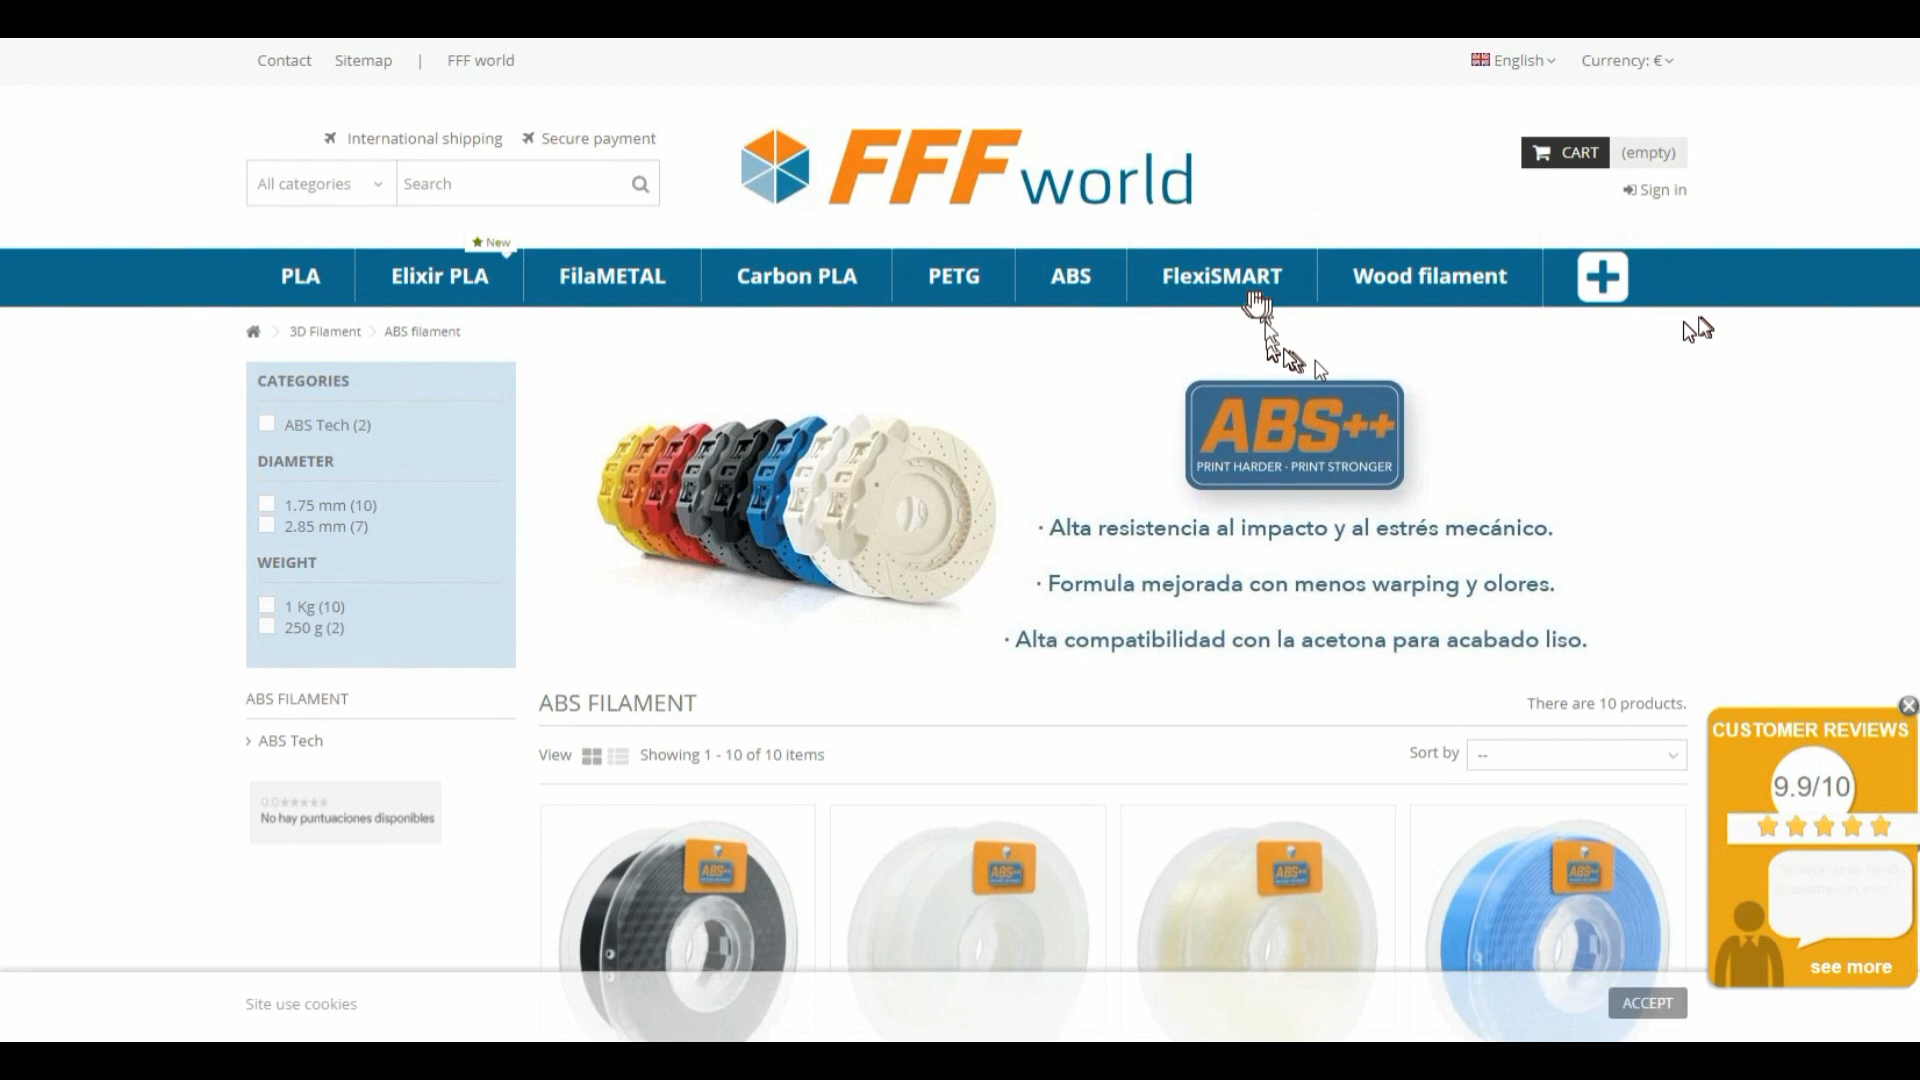 Contact Sitemap | FFF world
English Currency: €
International shipping Secure payment
FFF world
CART (empty)
All categories Search
Sign in
New
PLA Elixir PLA FilaMETAL Carbon PLA PETG ABS FlexiSMART Wood filament
3D Filament ABS filament
CATEGORIES
ABS Tech (2)
DIAMETER
1.75 mm (10)
2.85 mm (7)
WEIGHT
1 Kg (10)
250 g (2)
ABS++
PRINT HARDER · PRINT STRONGER
· Alta resistencia al impacto y al estrés mecánico.
· Formula mejorada con menos warping y olores.
· Alta compatibilidad con la acetona para acabado liso.
ABS FILAMENT
ABS Tech
0.0
No hay puntuaciones disponibles
ABS FILAMENT There are 10 products.
View Showing 1 - 10 of 10 items Sort by --
ABS++ ABS++ ABS++ ABS++
CUSTOMER REVIEWS
9.9/10
see more
Site use cookies ACCEPT